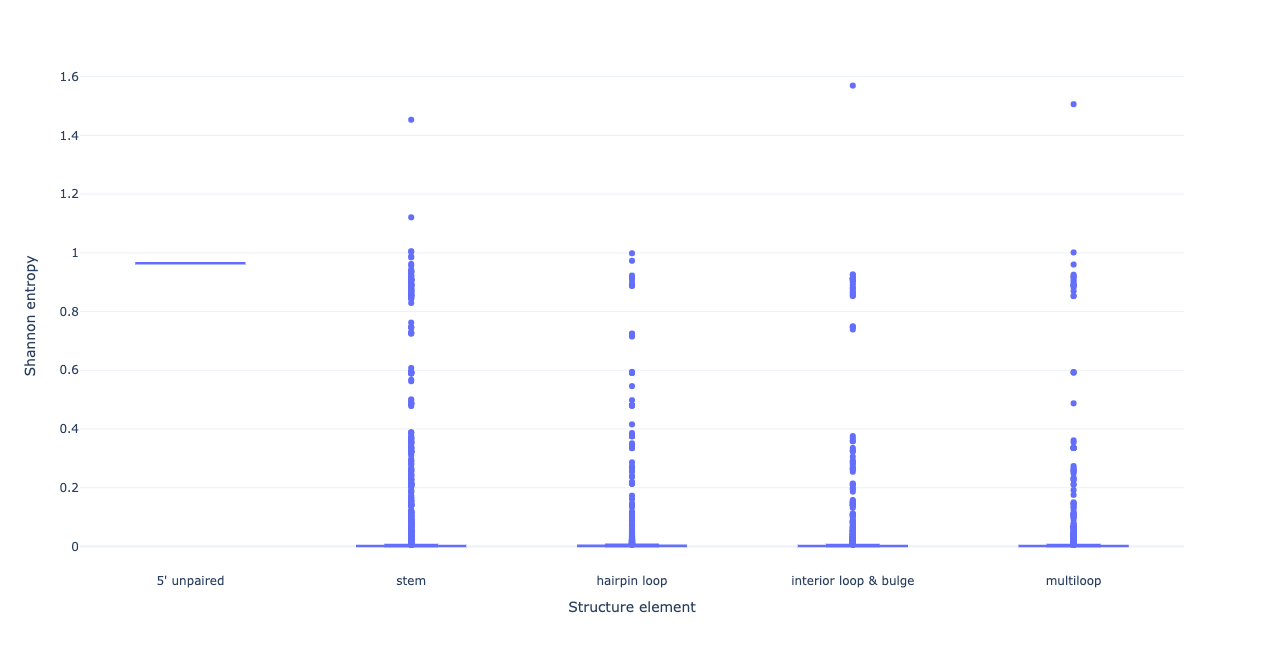 1.6
1.4
1.2
1
0.8
0.6
0.4
0.2
0
Shannon entropy
5' unpaired
stem
hairpin loop
interior loop & bulge
multiloop
Structure element